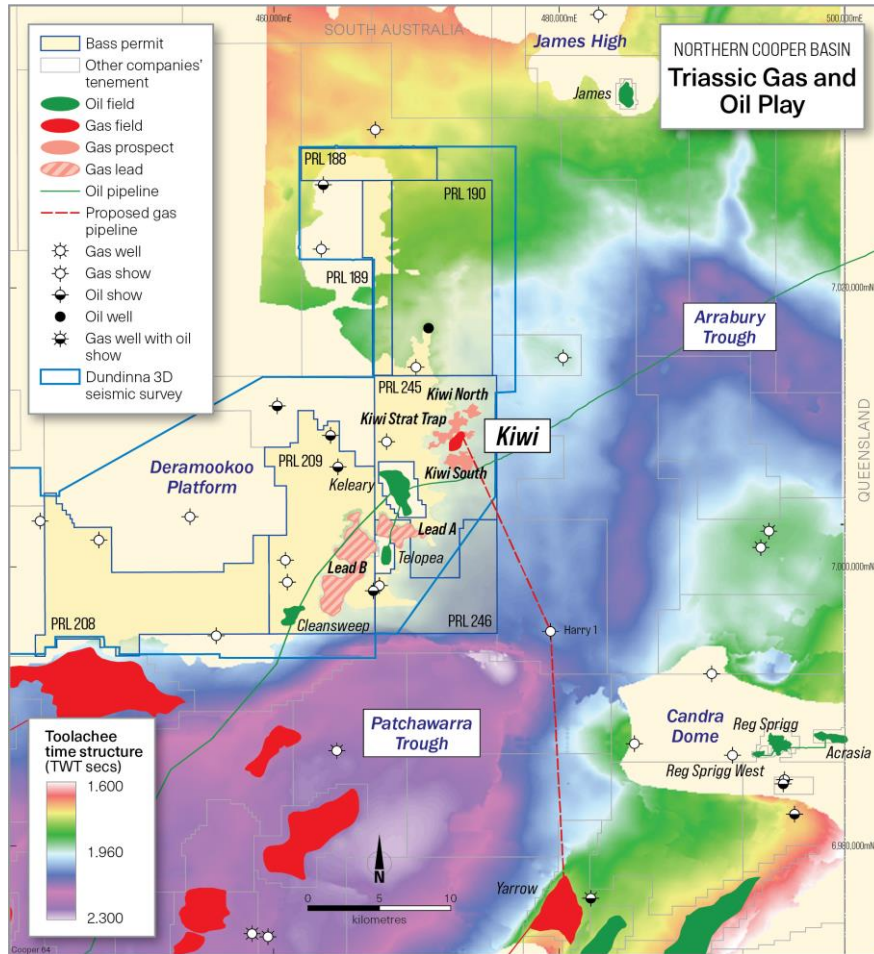 460,000mE
480,000mE
500,000mE
SOUTH AUSTRALIA
QUEENSLAND
NORTHERN COOPER BASIN
Triassic Gas and
Oil Play
Bass permit
Other companies'
tenement
Oil field
Gas field
Gas prospect
Gas lead
Oil pipeline
Proposed gas
pipeline
Gas well
Gas show
Oil show
Oil well
Gas well with oil
show
Dundinna 3D
seismic survey
James High
James
PRL 188
PRL 190
PRL 189
7,020,000mN
Arrabury
Trough
PRL 245
Kiwi North
Kiwi Strat Trap
Kiwi
Kiwi South
Deramookoo
Platform
PRL 209
Keleary
Lead A
Telopea
Lead B
7,000,000mN
Cleansweep
PRL 208
PRL 246
Harry 1
Patchawarra
Trough
Candra
Dome
Reg Sprigg
Acrasia
Reg Sprigg West
Toolachee
time structure
(TWT secs)
1.600
1.960
2.300
6,980,000mN
N
0 5 10
kilometres
Yarrow
Cooper 64